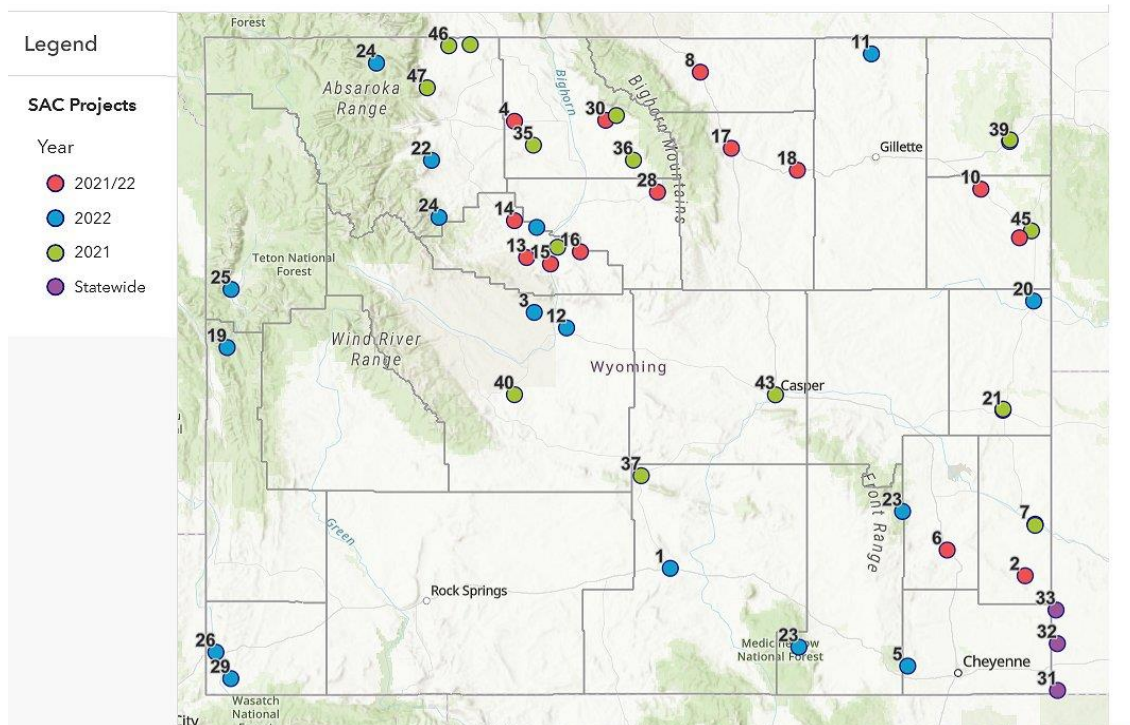 Legend
SAC Projects
Year
2021/22
2022
2021
Statewide
Forest
46
24
Absaroka
Range
47
Bighorn
8
11
Bighorn Mountains
4
30
35
36
17
18
Gillette
39
22
28
10
24
14
45
13
15
16
Teton National
Forest
25
3
12
20
19
Wind River
Range
Wyoming
40
43
Casper
21
37
23
Front Range
7
Green
1
6
2
Rock Springs
33
26
23
32
Medicine Bow
National Forest
29
5
Cheyenne
31
Wasatch
National
City